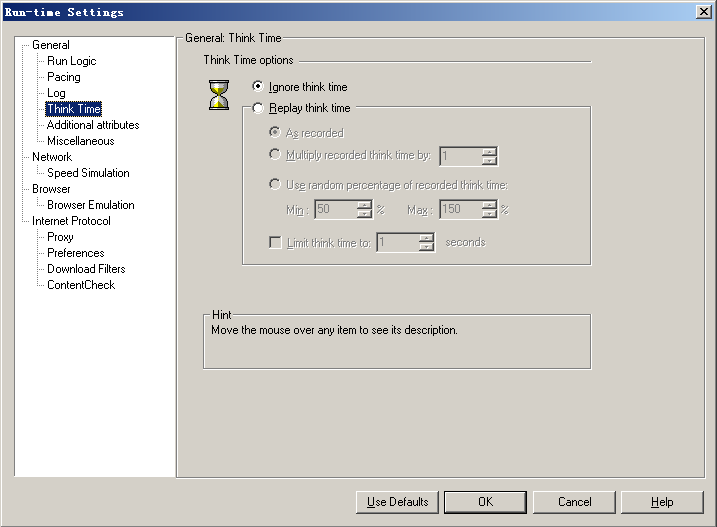 Run-time Settings
General
Run Logic
Pacing
Log
Think Time
Additional attributes
Miscellaneous
Network
Speed Simulation
Browser
Browser Emulation
Internet Protocol
Proxy
Preferences
Download Filters
ContentCheck
General: Think Time
Think Time options
Ignore think time
Replay think time
As recorded
Multiply recorded think time by: 1
Use random percentage of recorded think time:
Min: 50 % Max: 150 %
Limit think time to: 1 seconds
Hint
Move the mouse over any item to see its description.
Use Defaults OK Cancel Help